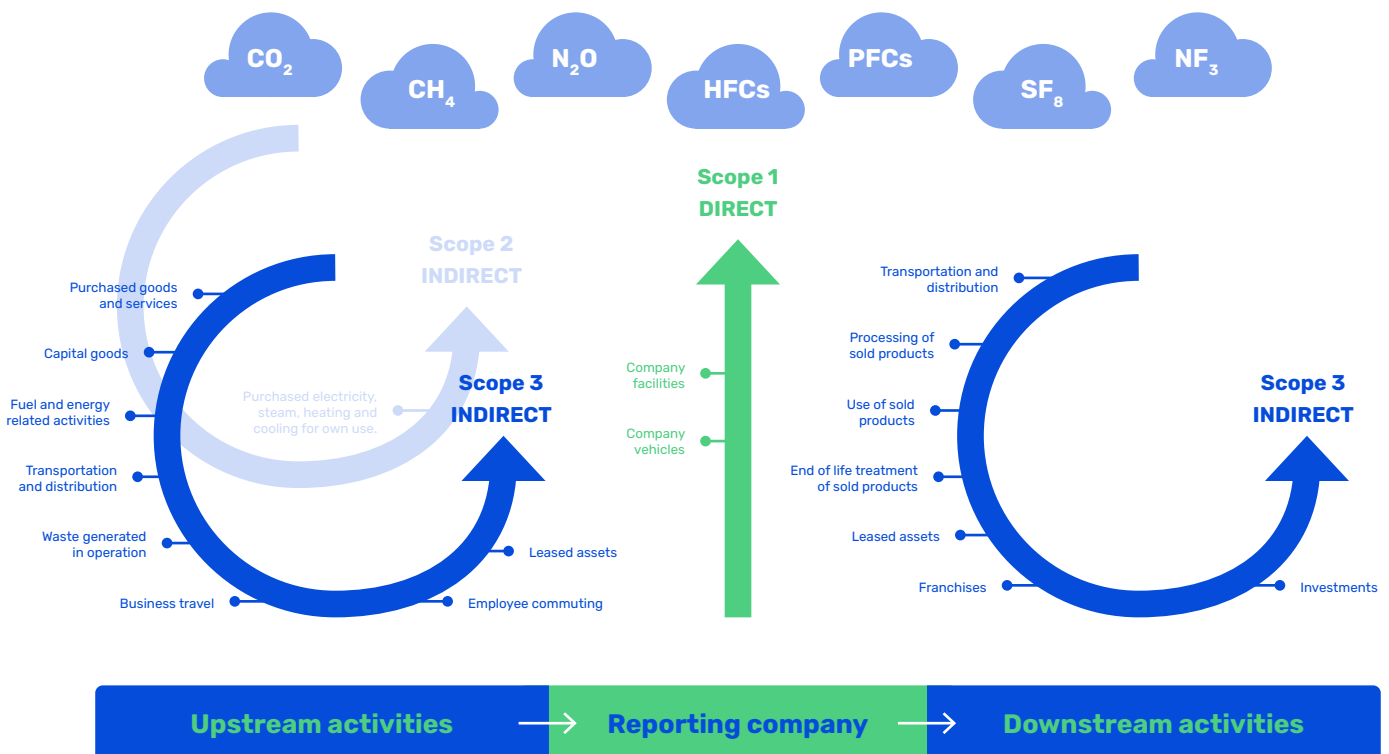 CO₂
CH₄
N₂O
HFCs
PFCs
SF₈
NF₃
Scope 1
DIRECT
Scope 2
INDIRECT
Purchased electricity,
steam, heating and
cooling for own use.
Purchased goods
and services
Capital goods
Fuel and energy
related activities
Transportation
and distribution
Waste generated
in operation
Business travel
Scope 3
INDIRECT
Leased assets
Employee commuting
Company
facilities
Company
vehicles
Transportation and
distribution
Processing of
sold products
Use of sold
products
End of life treatment
of sold products
Leased assets
Franchises
Scope 3
INDIRECT
Investments
Upstream activities
Reporting company
Downstream activities